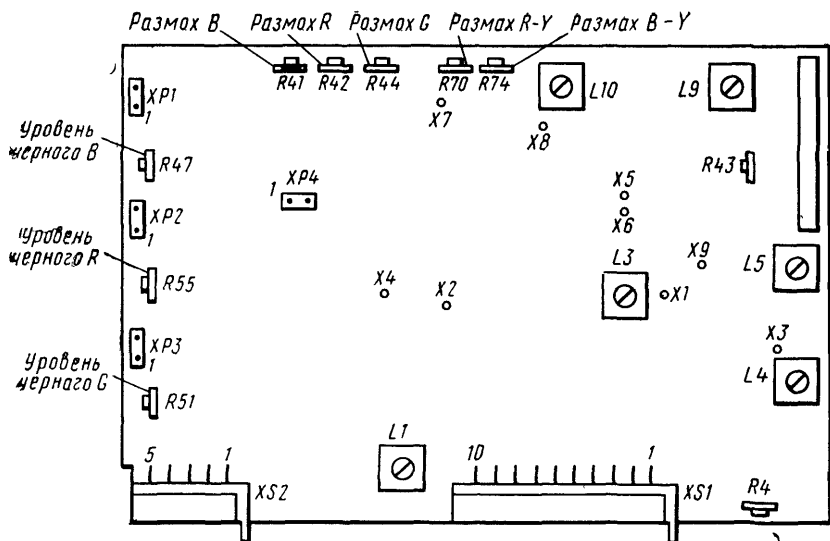 Размах B Размах R Размах G Размах R-Y Размах B-Y
R41 R42 R44 R70 R74
L10
L9
XP1
1
X7
X8
Уровень
черного B
R47
R43
1 XP4
X5
X6
XP2
1
Уровень
черного R
R55
X4
X2
L3
X9
X1
L5
XP3
1
X3
L4
Уровень
черного G
R51
L1
5 1
XS2
10 1
XS1
R4